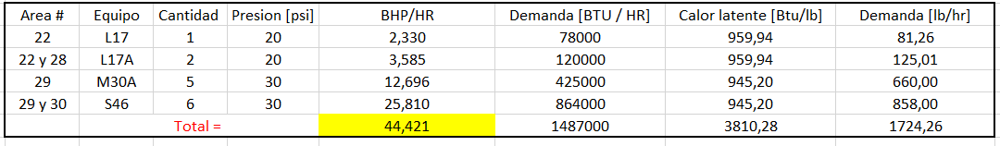 Area # Equipo Cantidad Presion [psi] BHP/HR Demanda [BTU / HR] Calor latente [Btu/lb] Demanda [lb/hr]
22 L17 1 20 2,330 78000 959,94 81,26
22 y 28 L17A 2 20 3,585 120000 959,94 125,01
29 M30A 5 30 12,696 425000 945,20 660,00
29 y 30 S46 6 30 25,810 864000 945,20 858,00
Total = 44,421 1487000 3810,28 1724,26